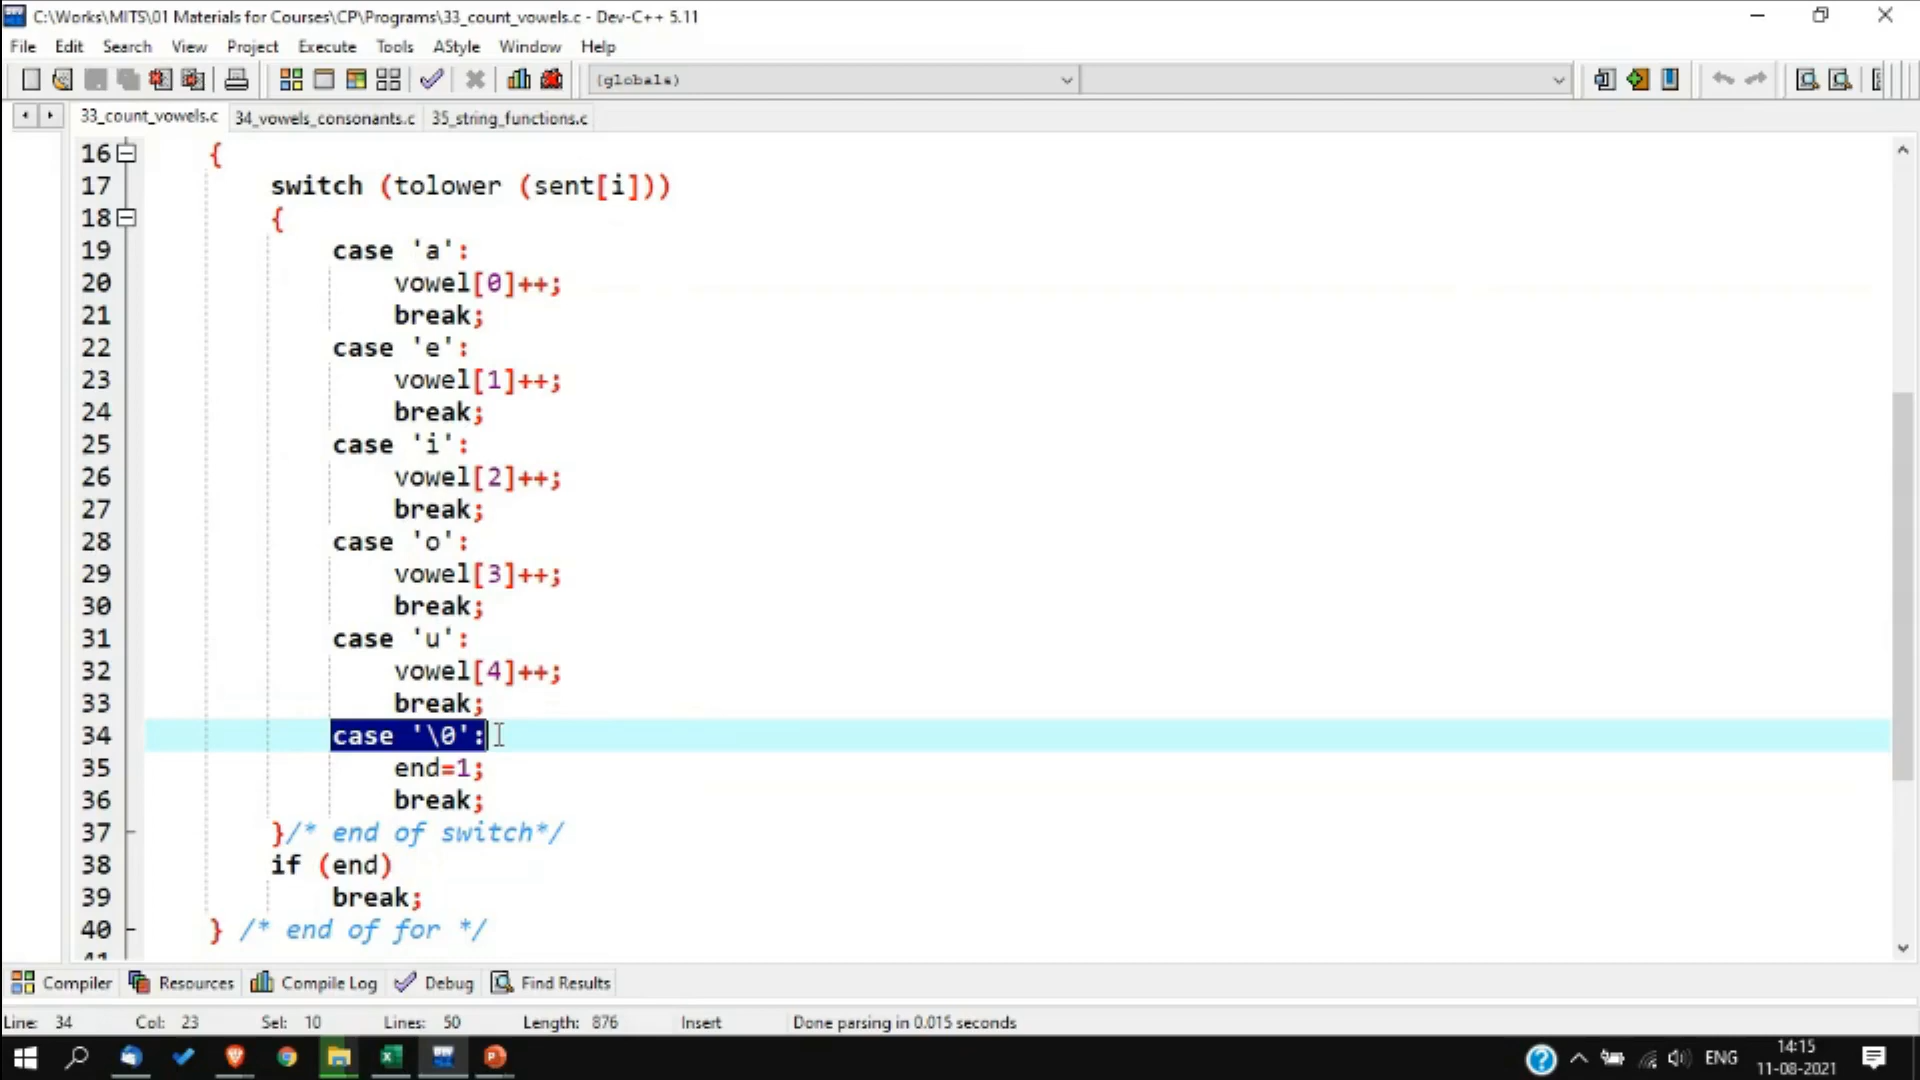 C:\Works\MITS\01 Materials for Courses\CP\Programs\33_count_vowels.c - Dev-C++ 5.11
File Edit Search View Project Execute Tools AStyle Window Help
(globals)
33_count_vowels.c 34_vowels_consonants.c 35_string_functions.c
16 {
17 switch (tolower (sent[i]))
18 {
19 case 'a':
20 vowel[0]++;
21 break;
22 case 'e':
23 vowel[1]++;
24 break;
25 case 'i':
26 vowel[2]++;
27 break;
28 case 'o':
29 vowel[3]++;
30 break;
31 case 'u':
32 vowel[4]++;
33 break;
34 case '\0':
35 end=1;
36 break;
37 }/* end of switch*/
38 if (end)
39 break;
40 } /* end of for */
41
Compiler Resources Compile Log Debug Find Results
Line: 34 Col: 23 Sel: 10 Lines: 50 Length: 876 Insert Done parsing in 0.015 seconds
ENG 14:15
11-08-2021